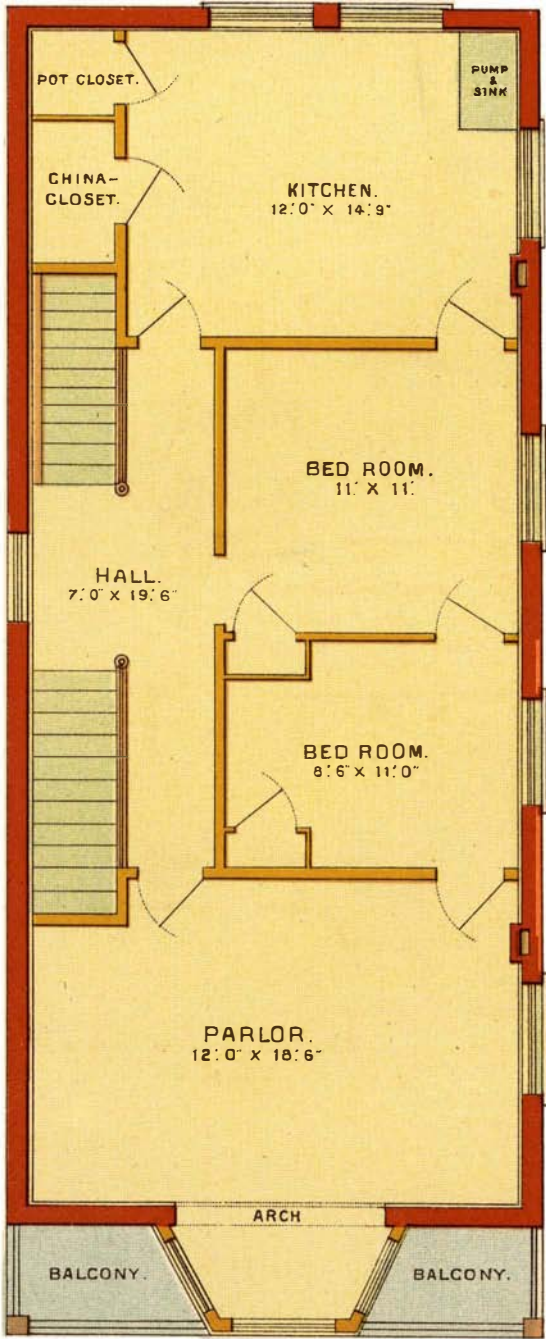 POT CLOSET.
PUMP
&
SINK
CHINA-
CLOSET.
KITCHEN.
12.'0" X 14.'9"
BED ROOM.
11.' X 11.'
HALL.
7.'0" X 19.'6"
BED ROOM.
8.'6" X 11.'0"
PARLOR.
12.'0" X 18.'6"
ARCH
BALCONY.
BALCONY.